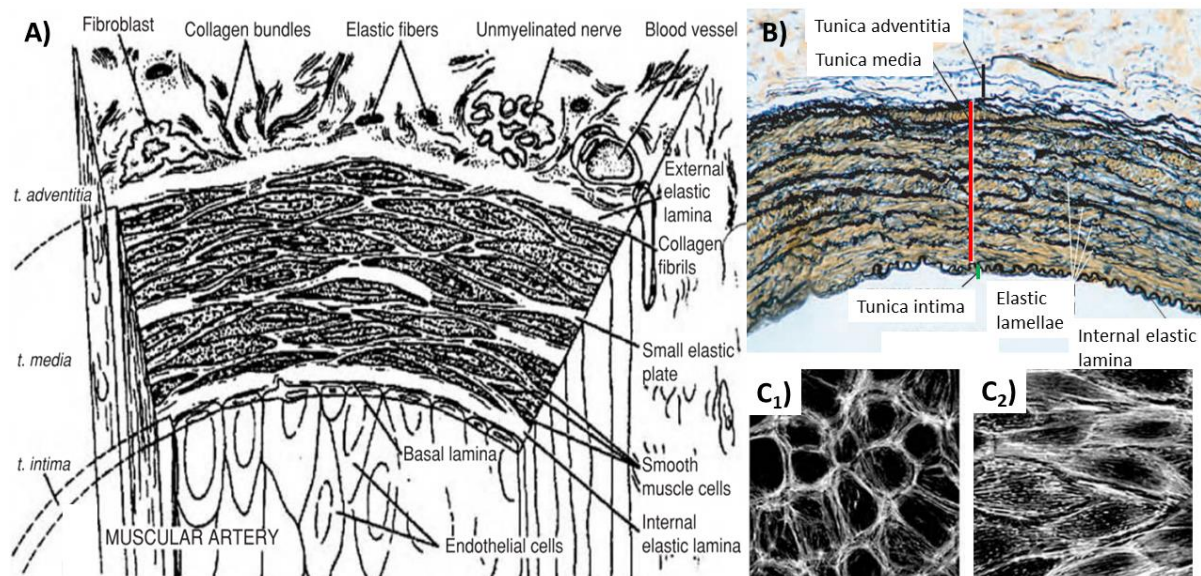 A)
Fibroblast
Collagen bundles
Elastic fibers
Unmyelinated nerve
Blood vessel
t. adventitia
External
elastic
lamina
Collagen
fibrils
t. media
Small elastic
plate
t. intima
Basal lamina
Smooth
muscle cells
MUSCULAR ARTERY
Endothelial cells
Internal
elastic lamina
B)
Tunica adventitia
Tunica media
Tunica intima
Elastic
lamellae
Internal elastic
lamina
C₁)
C₂)